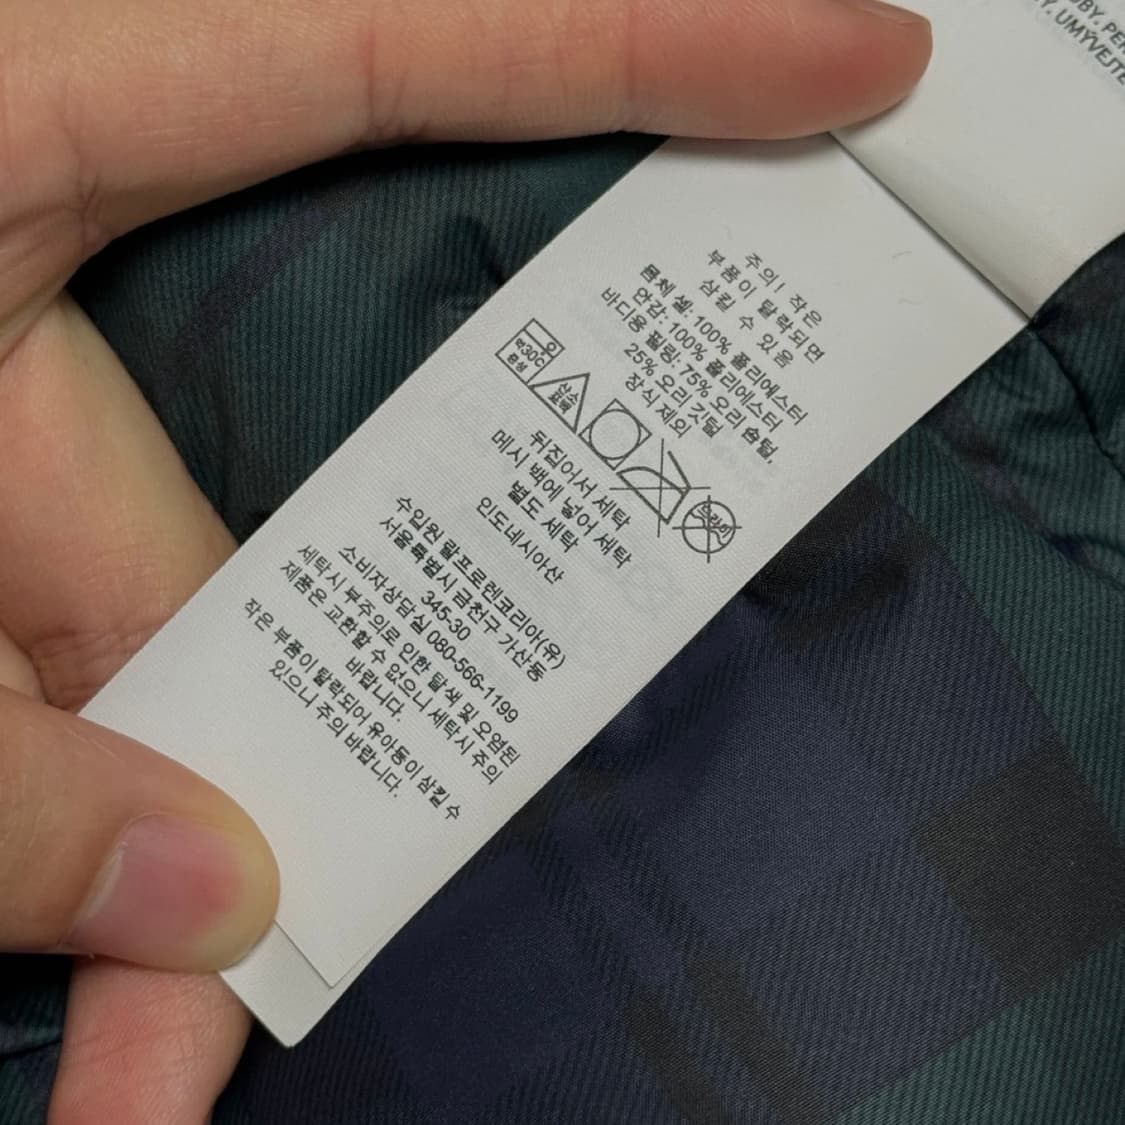 주의! 작은
부품이 탈락되면
삼킬 수 있음
몸체 쉘: 100% 폴리에스터
안감: 100% 폴리에스터
바디용 필링: 75% 오리 솜털,
25% 오리 깃털
장식 제외
약30℃
중성
산소
표백
드라이
뒤집어서 세탁
메시 백에 넣어 세탁
별도 세탁
인도네시아산
수입원 랄프로렌코리아(유)
서울특별시 금천구 가산동
345-30
소비자상담실 080-566-1199
세탁시 부주의로 인한 탈색 및 오염된
제품은 교환할 수 없으니 세탁시 주의
바랍니다.
작은 부품이 탈락되어 유아동이 삼킬 수
있으니 주의 바랍니다.